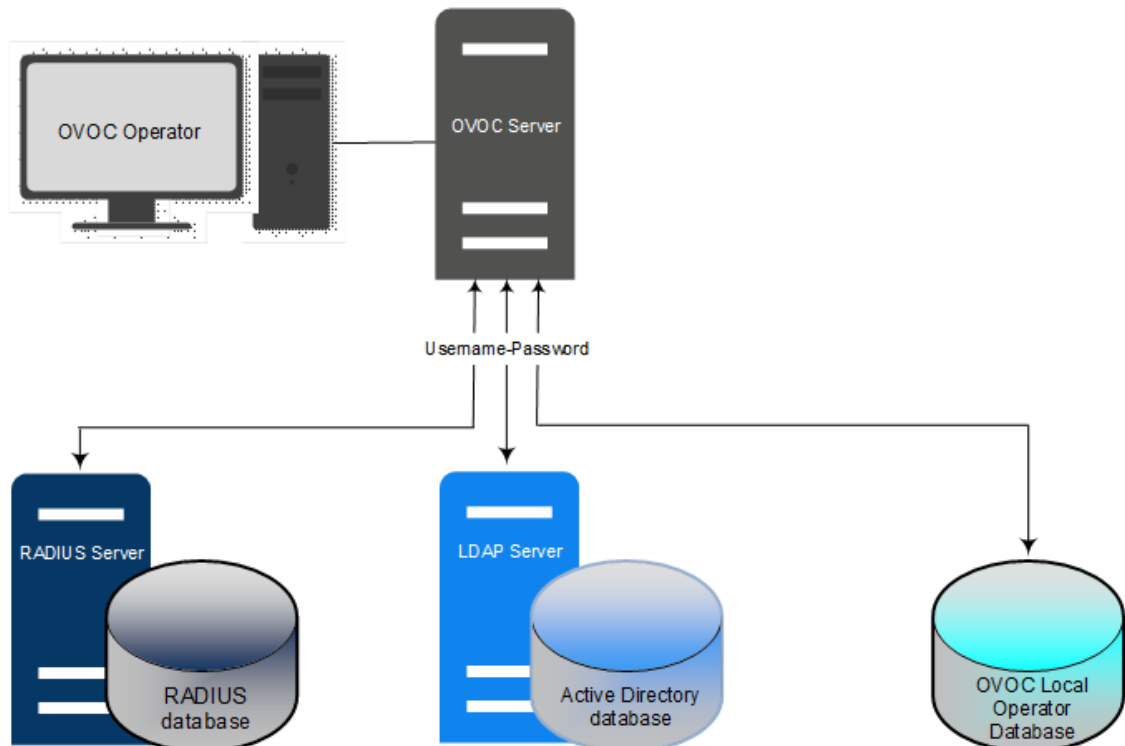 OVOC Operator
OVOC Server
Username-Password
RADIUS Server
LDAP Server
RADIUS
database
Active Directory
database
OVOC Local
Operator
Database